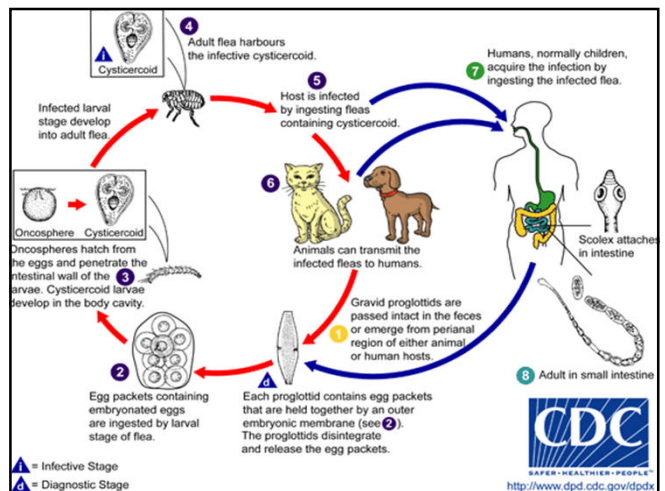 4
Adult flea harbours
the infective cysticercoid.
i
Cysticercoid
Infected larval
stage develop
into adult flea.
5
Host is infected
by ingesting fleas
containing cysticercoid.
Humans, normally children,
7 acquire the infection by
ingesting the infected flea.
6
Oncosphere Cysticercoid
Oncospheres hatch from
the eggs and penetrate the
intestinal wall of the 3
larvae. Cysticercoid larvae
develop in the body cavity.
Animals can transmit the
infected fleas to humans.
Scolex attaches
in intestine
Gravid proglottids are
passed intact in the feces
1 or emerge from perianal
region of either animal
or human hosts.
2
Egg packets containing
embryonated eggs
are ingested by larval
stage of flea.
d
Each proglottid contains egg packets
that are held together by an outer
embryonic membrane (see 2).
The proglottids disintegrate
and release the egg packets.
8 Adult in small intestine
i = Infective Stage
d = Diagnostic Stage
CDC
SAFER·HEALTHIER·PEOPLE™
http://www.dpd.cdc.gov/dpdx